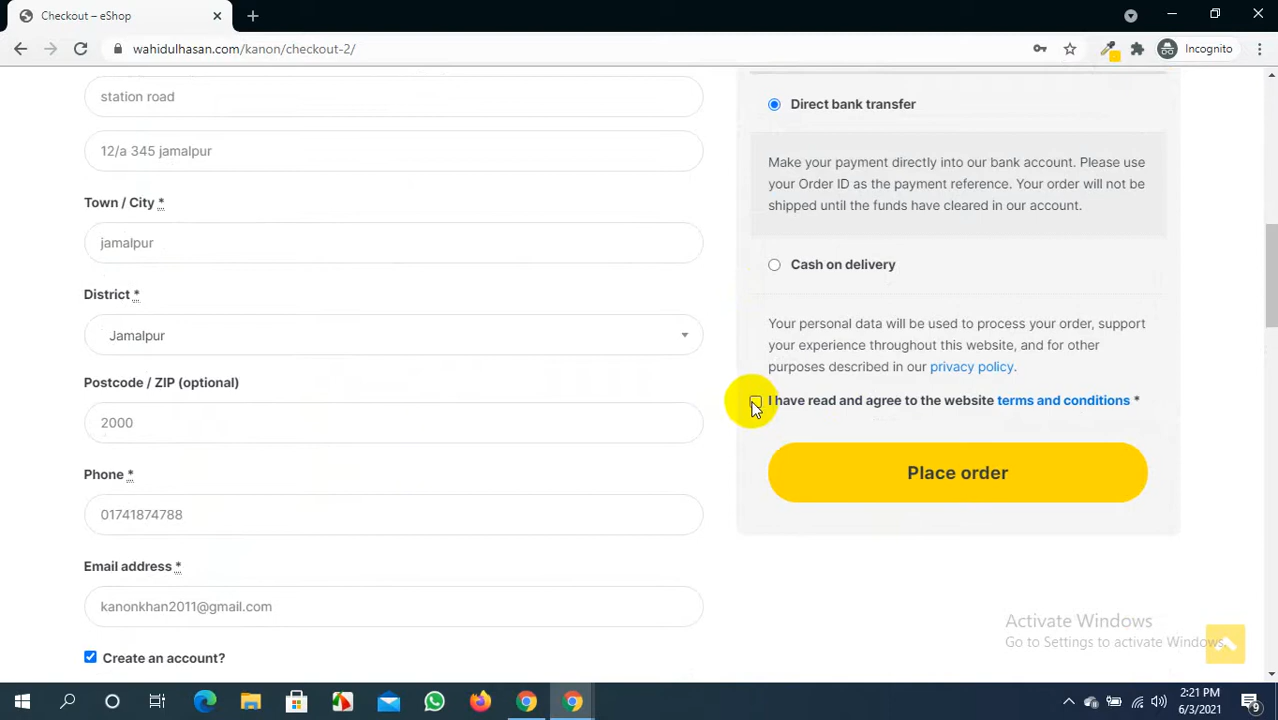 Checkout – eShop
wahidulhasan.com/kanon/checkout-2/
Incognito
station road
12/a 345 jamalpur
Town / City *
jamalpur
District *
Jamalpur
Postcode / ZIP (optional)
2000
Phone *
01741874788
Email address *
kanonkhan2011@gmail.com
Create an account?
Direct bank transfer
Make your payment directly into our bank account. Please use
your Order ID as the payment reference. Your order will not be
shipped until the funds have cleared in our account.
Cash on delivery
Your personal data will be used to process your order, support
your experience throughout this website, and for other
purposes described in our privacy policy.
I have read and agree to the website terms and conditions *
Place order
Activate Windows
Go to Settings to activate Windows.
2:21 PM
6/3/2021
9